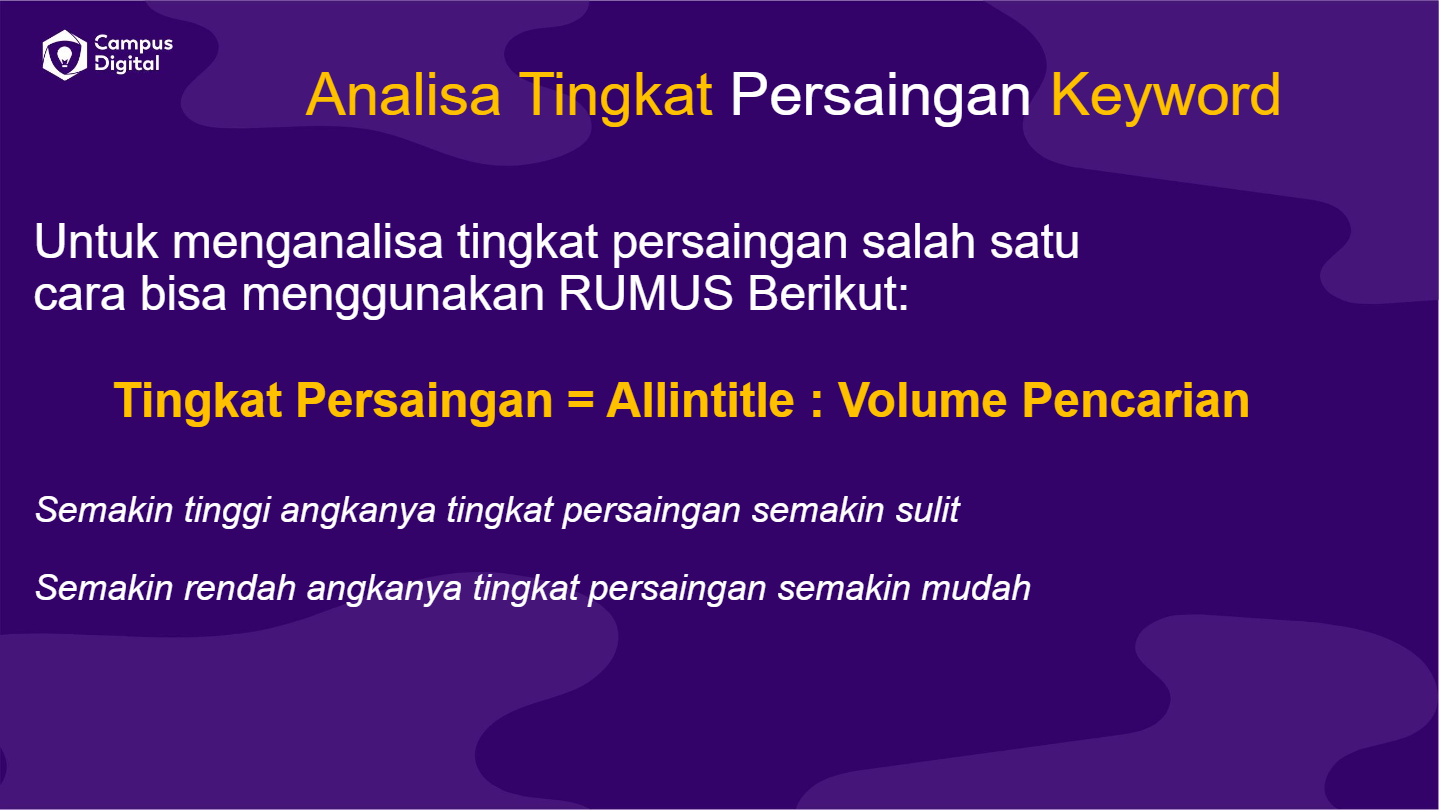 Campus
Digital
Analisa Tingkat Persaingan Keyword
Untuk menganalisa tingkat persaingan salah satu
cara bisa menggunakan RUMUS Berikut:
Tingkat Persaingan = Allintitle : Volume Pencarian
Semakin tinggi angkanya tingkat persaingan semakin sulit
Semakin rendah angkanya tingkat persaingan semakin mudah